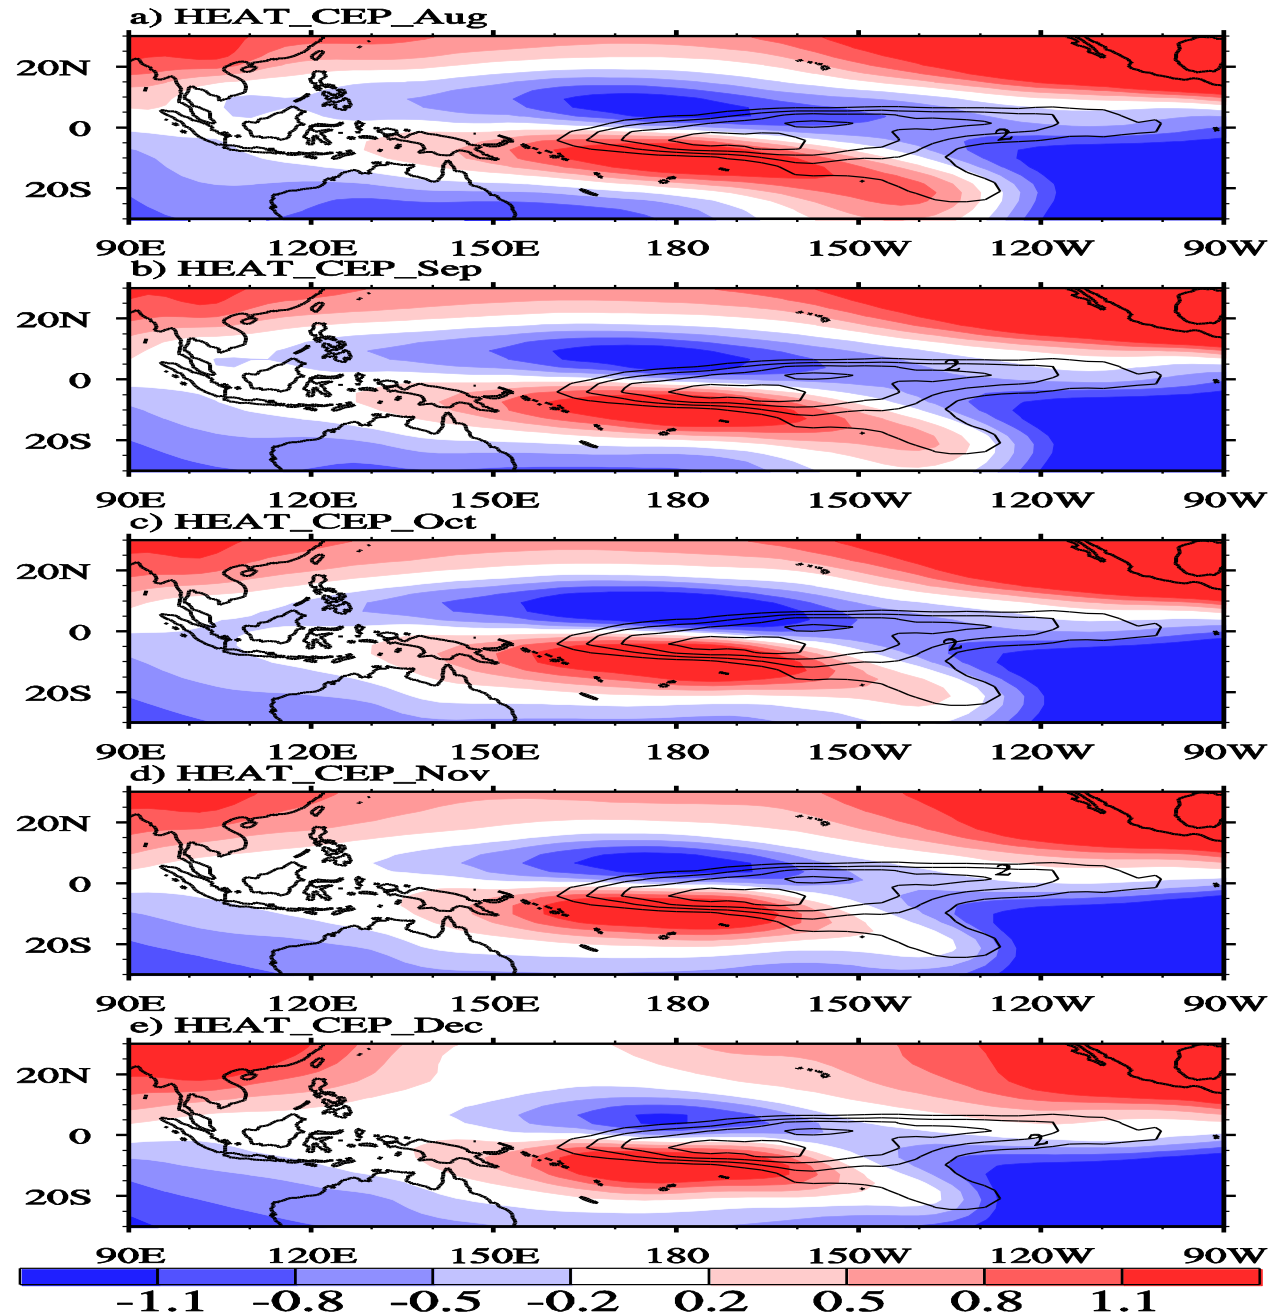 a) HEAT_CEP_Aug
20N
0
20S
90E 120E 150E 180 150W 120W 90W
2
b) HEAT_CEP_Sep
20N
0
20S
90E 120E 150E 180 150W 120W 90W
2
c) HEAT_CEP_Oct
20N
0
20S
90E 120E 150E 180 150W 120W 90W
2
d) HEAT_CEP_Nov
20N
0
20S
90E 120E 150E 180 150W 120W 90W
2
e) HEAT_CEP_Dec
20N
0
20S
90E 120E 150E 180 150W 120W 90W
2
-1.1 -0.8 -0.5 -0.2 0.2 0.5 0.8 1.1